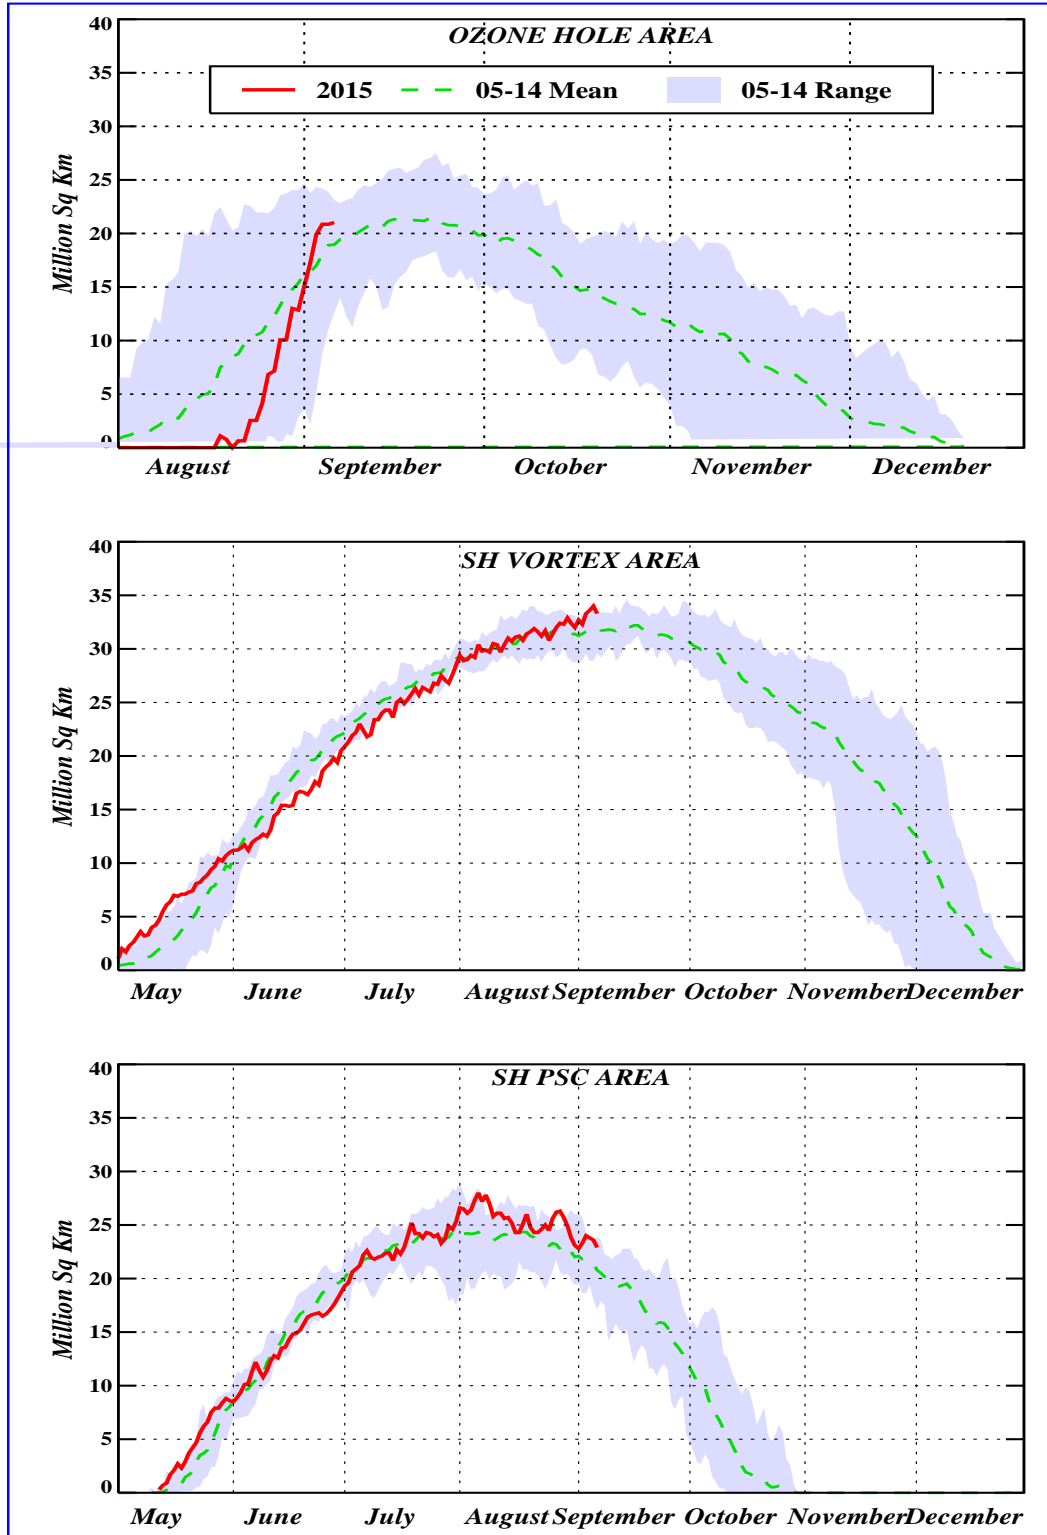 OZONE HOLE AREA
2015 05-14 Mean 05-14 Range
40
35
30
25
20
15
10
5
0
Million Sq Km
August September October November December
SH VORTEX AREA
40
35
30
25
20
15
10
5
0
Million Sq Km
May June July August September October November December
SH PSC AREA
40
35
30
25
20
15
10
5
0
Million Sq Km
May June July August September October November December